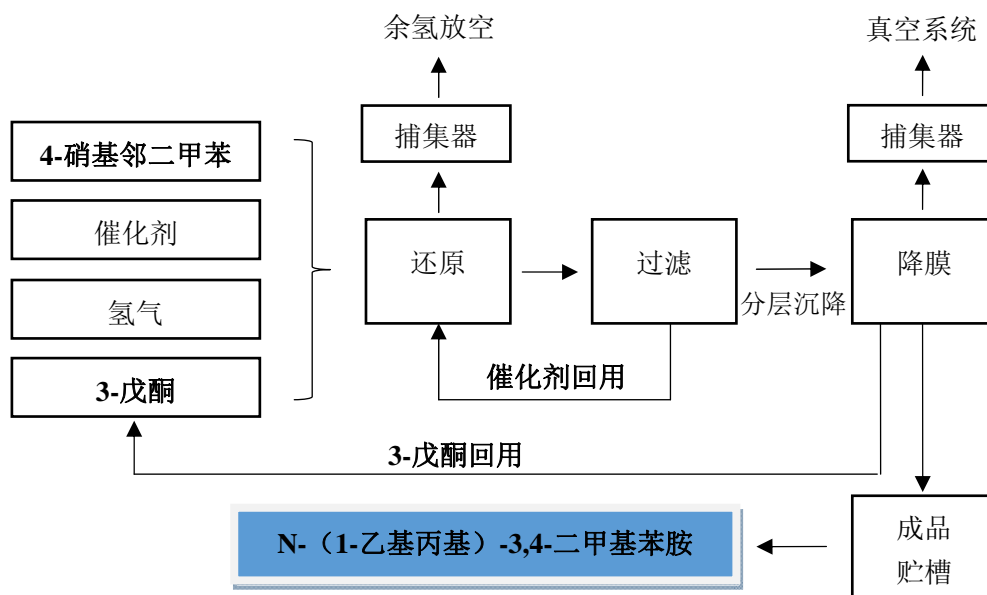 余氢放空
真空系统
捕集器
捕集器
4-硝基邻二甲苯
催化剂
氢气
3-戊酮
还原
过滤
分层沉降
降膜
催化剂回用
3-戊酮回用
成品
贮槽
N-（1-乙基丙基）-3,4-二甲基苯胺